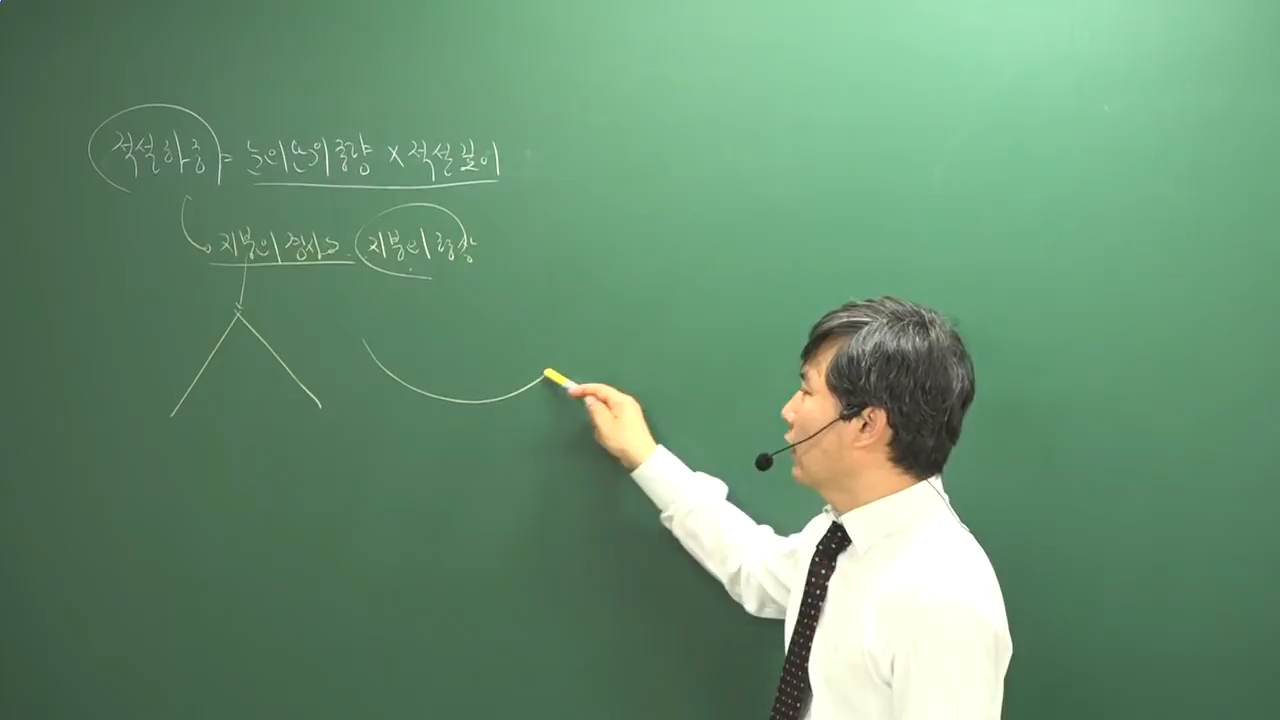 적설하중 = 눈의 단위중량 × 적설깊이
지붕의 경사도. 지붕의 형상